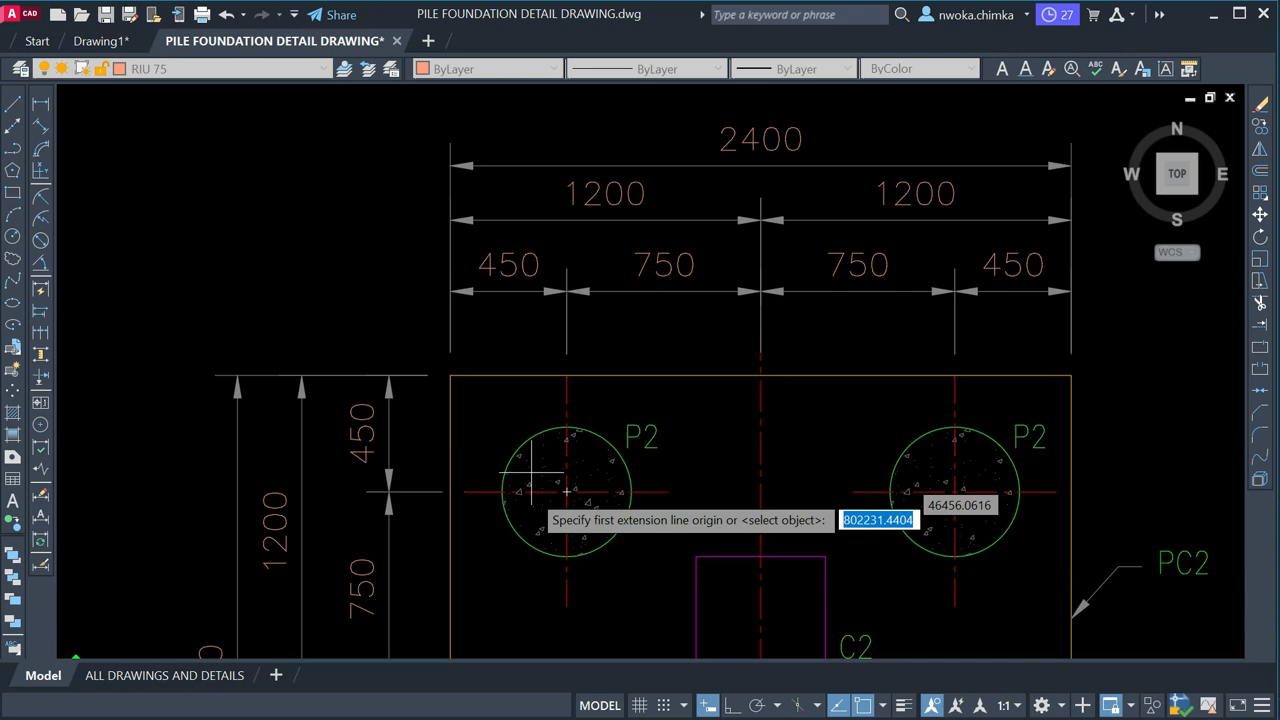 CAD
Share
PILE FOUNDATION DETAIL DRAWING.dwg
Type a keyword or phrase
nwoka.chimka
27
Start
Drawing1*
PILE FOUNDATION DETAIL DRAWING*
RIU 75
ByLayer
ByLayer
ByLayer
ByColor
2400
1200
1200
450
750
750
450
N
W
TOP
E
S
WCS
450
P2
P2
1200
750
Specify first extension line origin or <select object>:
802231.4404
46456.0616
PC2
C2
Model
ALL DRAWINGS AND DETAILS
MODEL
1:1